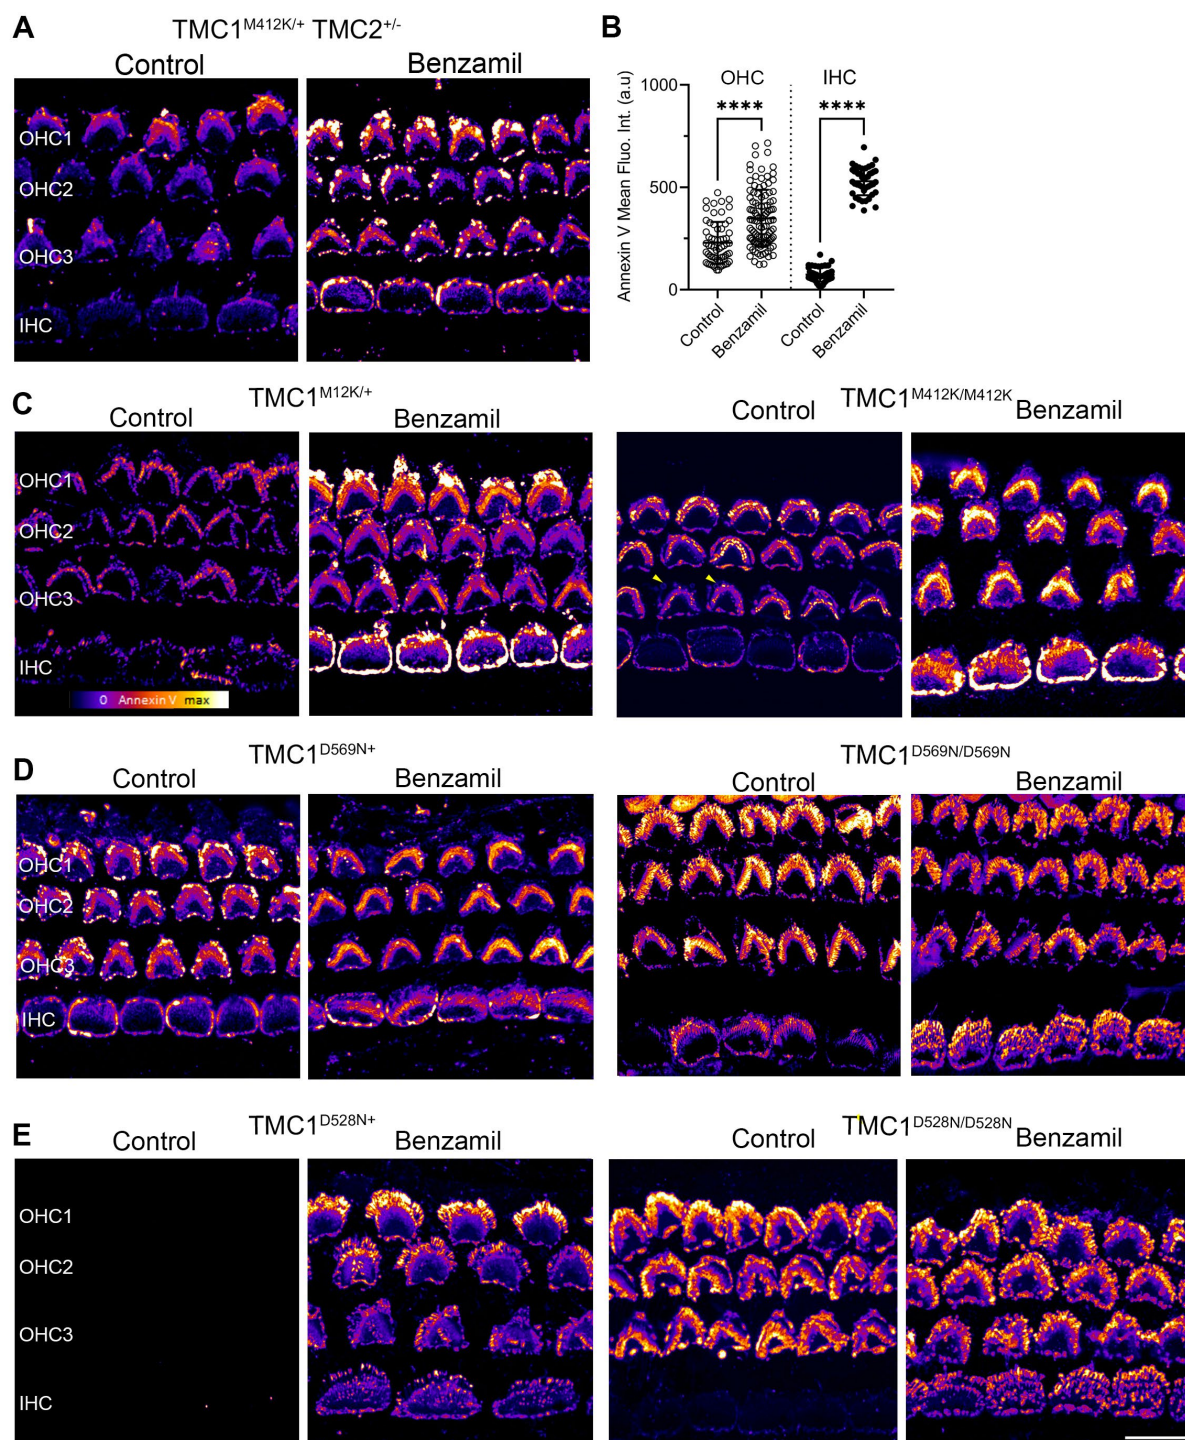 A TMC1M412K/+ TMC2+/-
Control Benzamil
OHC1
OHC2
OHC3
IHC
B
OHC IHC
**** ****
Annexin V Mean Fluo. Int. (a.u)
1000
500
0
Control Benzamil Control Benzamil
C TMC1M12K/+ TMC1M412K/M412K
Control Benzamil Control Benzamil
OHC1
OHC2
OHC3
IHC
0 Annexin V max
D TMC1D569N+ TMC1D569N/D569N
Control Benzamil Control Benzamil
OHC1
OHC2
OHC3
IHC
E TMC1D528N+ TMC1D528N/D528N
Control Benzamil Control Benzamil
OHC1
OHC2
OHC3
IHC